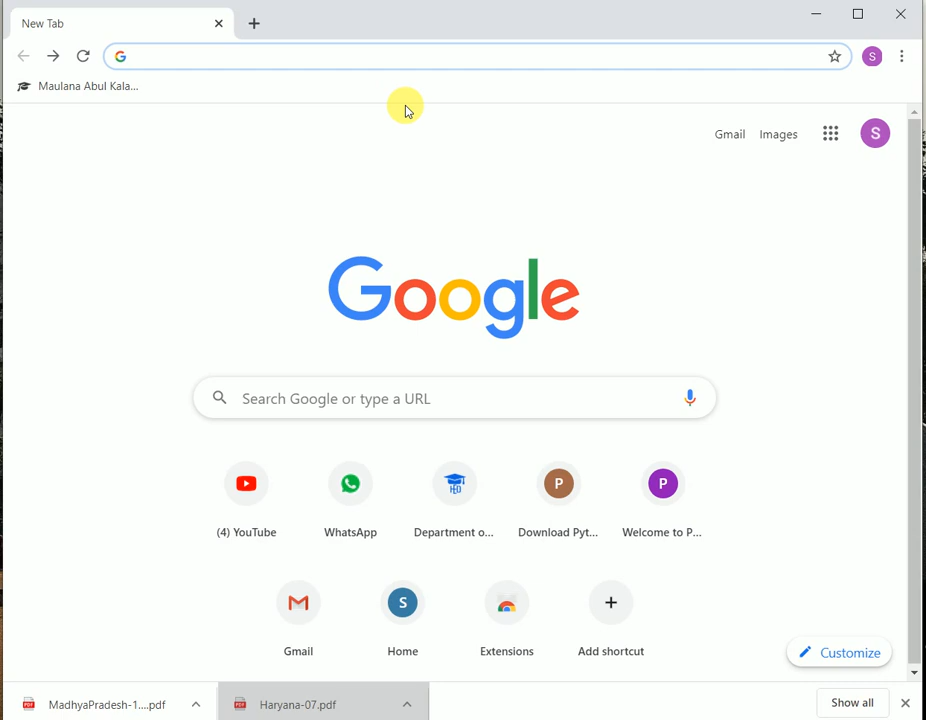 New Tab
Maulana Abul Kala...
Gmail Images S
S
Google
Search Google or type a URL
P P
(4) YouTube WhatsApp Department o... Download Pyt... Welcome to P...
S
Gmail Home Extensions Add shortcut
Customize
MadhyaPradesh-1....pdf Haryana-07.pdf Show all